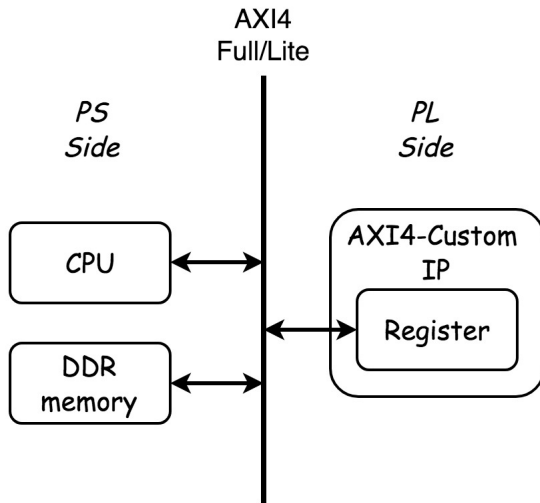 AXI4
Full/Lite
PS
Side
PL
Side
CPU
AXI4-Custom
IP
Register
DDR
memory